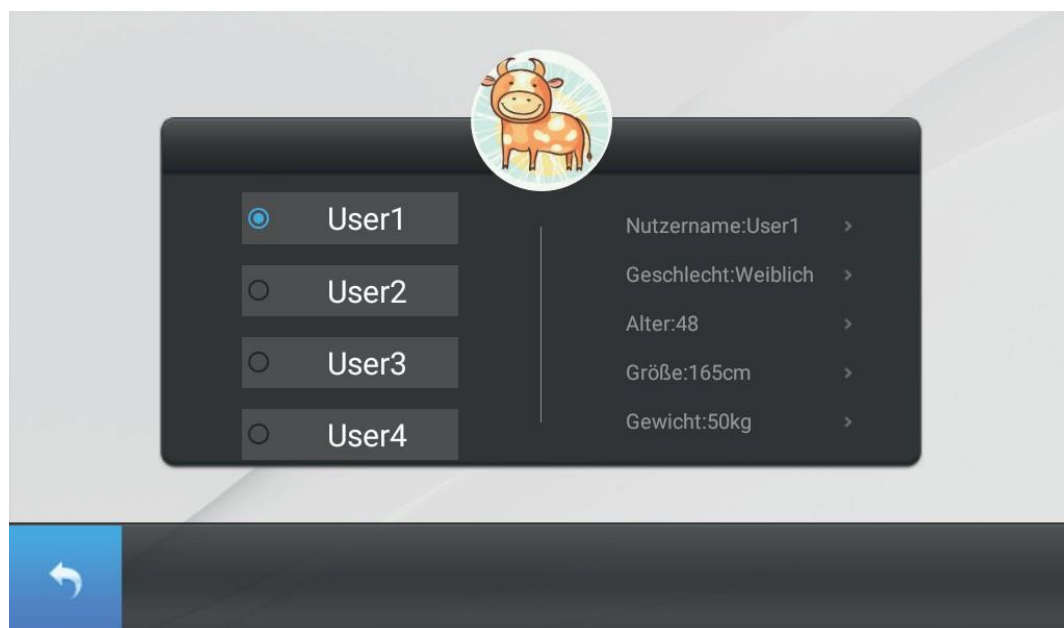 User1
User2
User3
User4
Nutzername:User1
Geschlecht:Weiblich
Alter:48
Größe:165cm
Gewicht:50kg